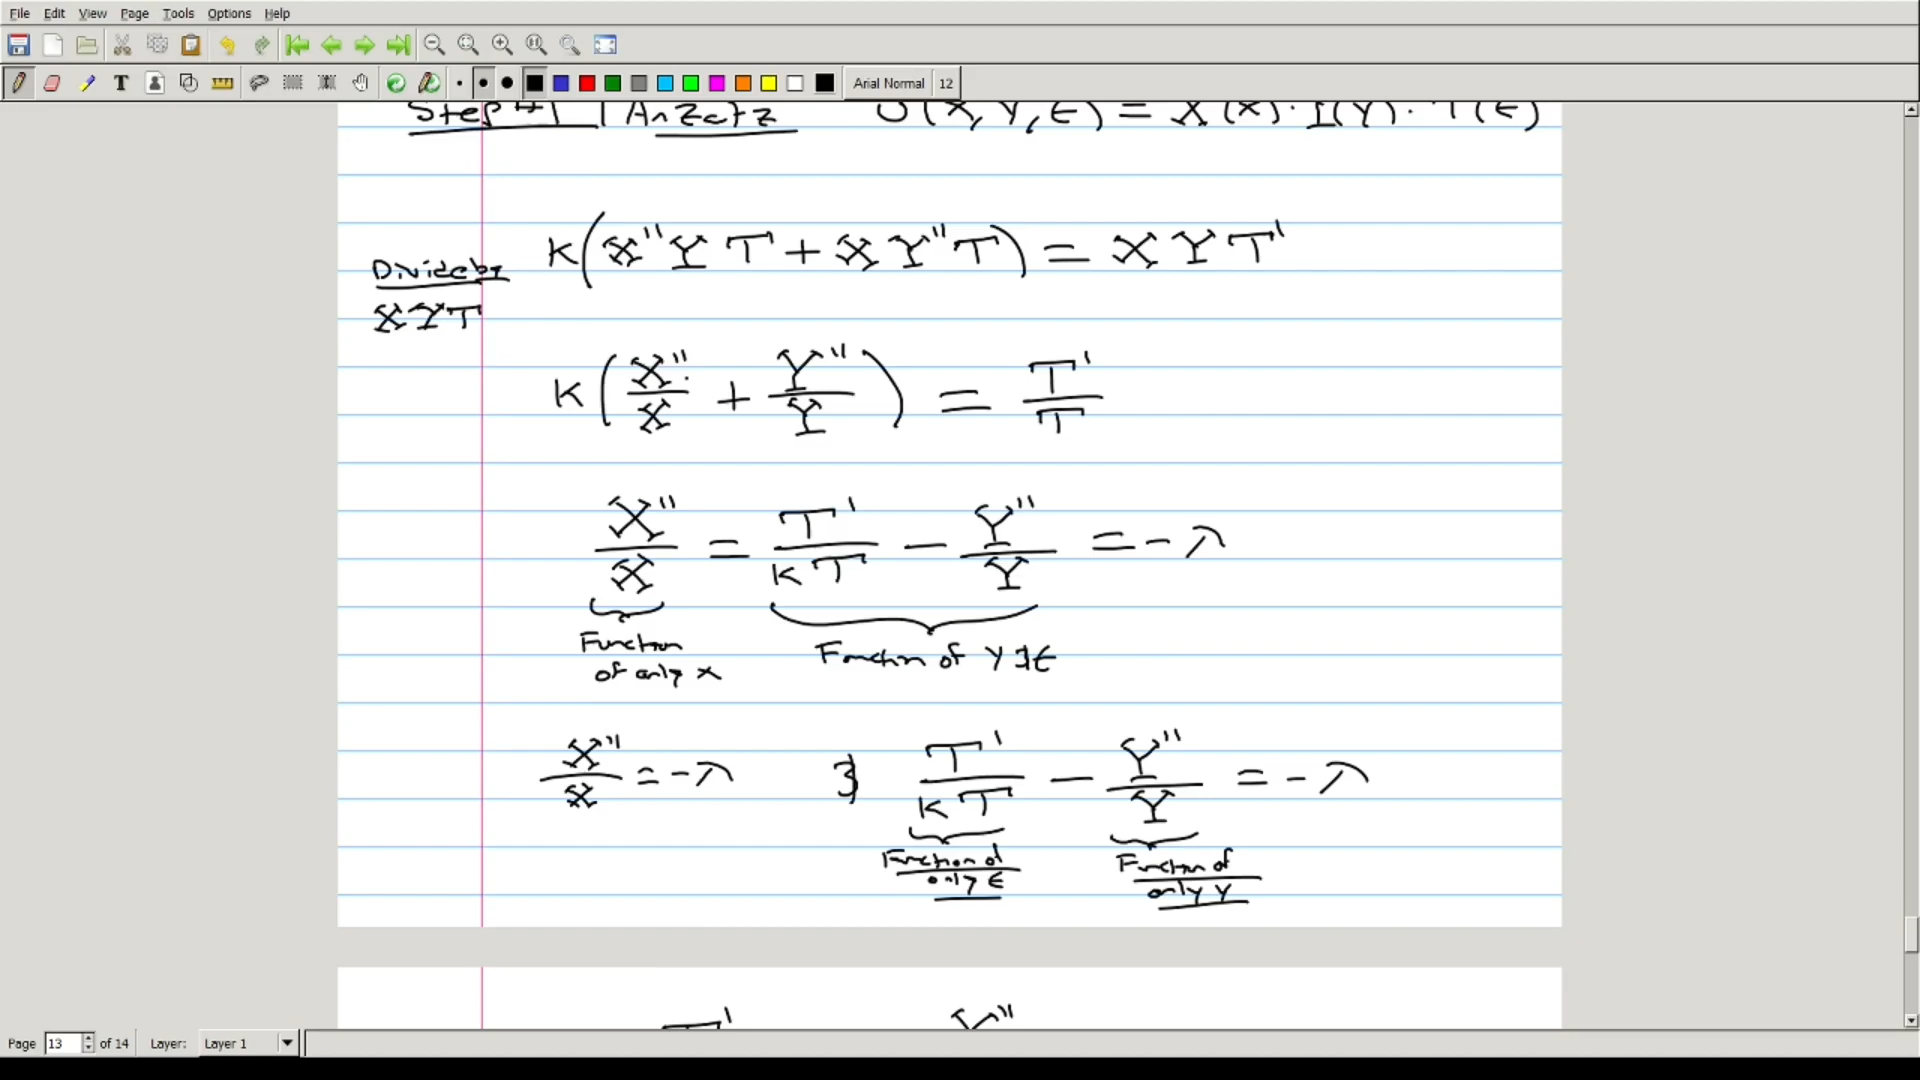 File Edit View Page Tools Options Help
Arial Normal 12
Step #1 | Anzatz U(x, y, t) = X(x)·Y(y)·T(t)
K(X''YT + XY''T) = XYT'
Divide by
XYT
K(X''/X + Y''/Y) = T'/T
X''/X = T'/KT − Y''/Y = −λ
Function of only x Function of y & t
X''/X = −λ & T'/KT − Y''/Y = −λ
Function of only t Function of only y
T' Y''
Page 13 of 14 Layer: Layer 1